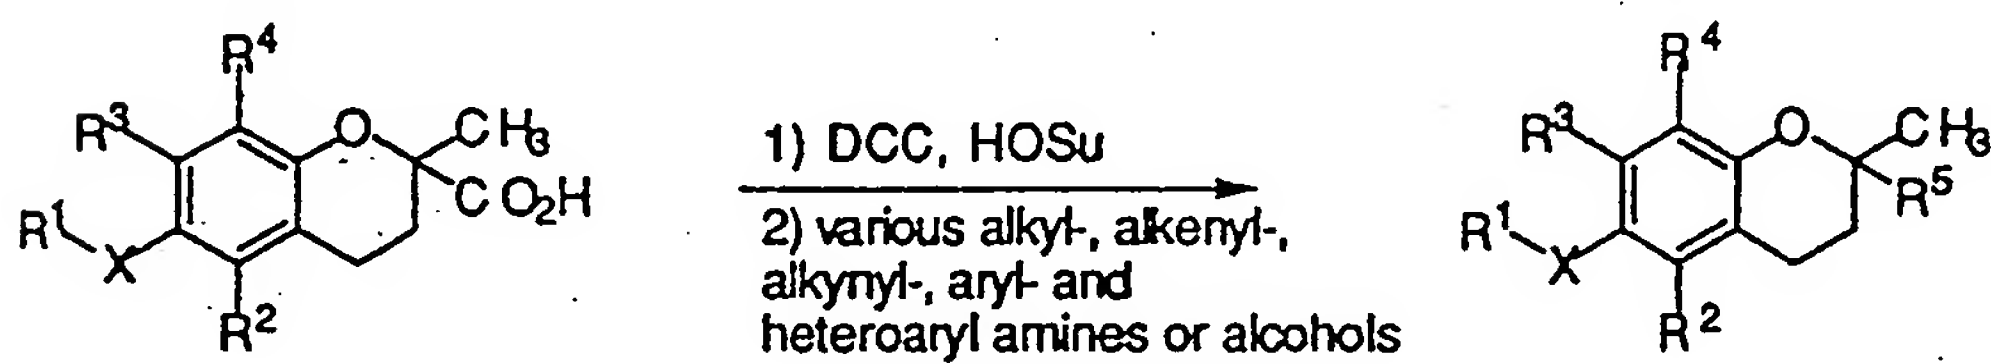 R⁴
R³
O
CH₃
CO₂H
R¹
X
R²
1) DCC, HOSu
2) various alkyl-, alkenyl-,
alkynyl-, aryl- and
heteroaryl amines or alcohols
R⁴
R³
O
CH₃
R⁵
R¹
X
R²